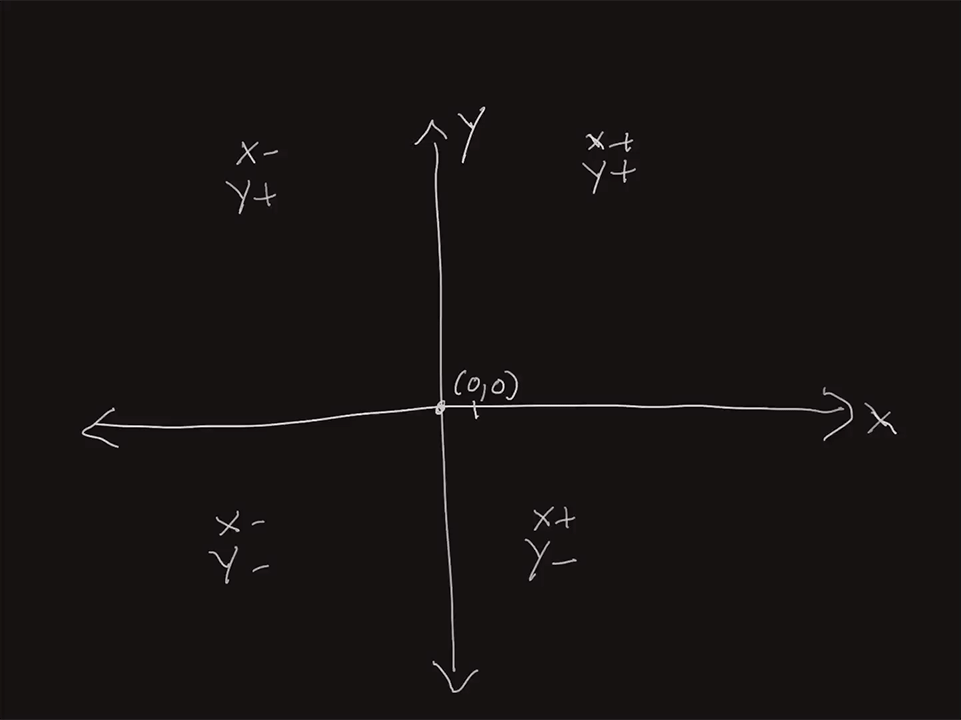 Y
X-
Y+
X+
Y+
(0,0)
X
X-
Y-
X+
Y-